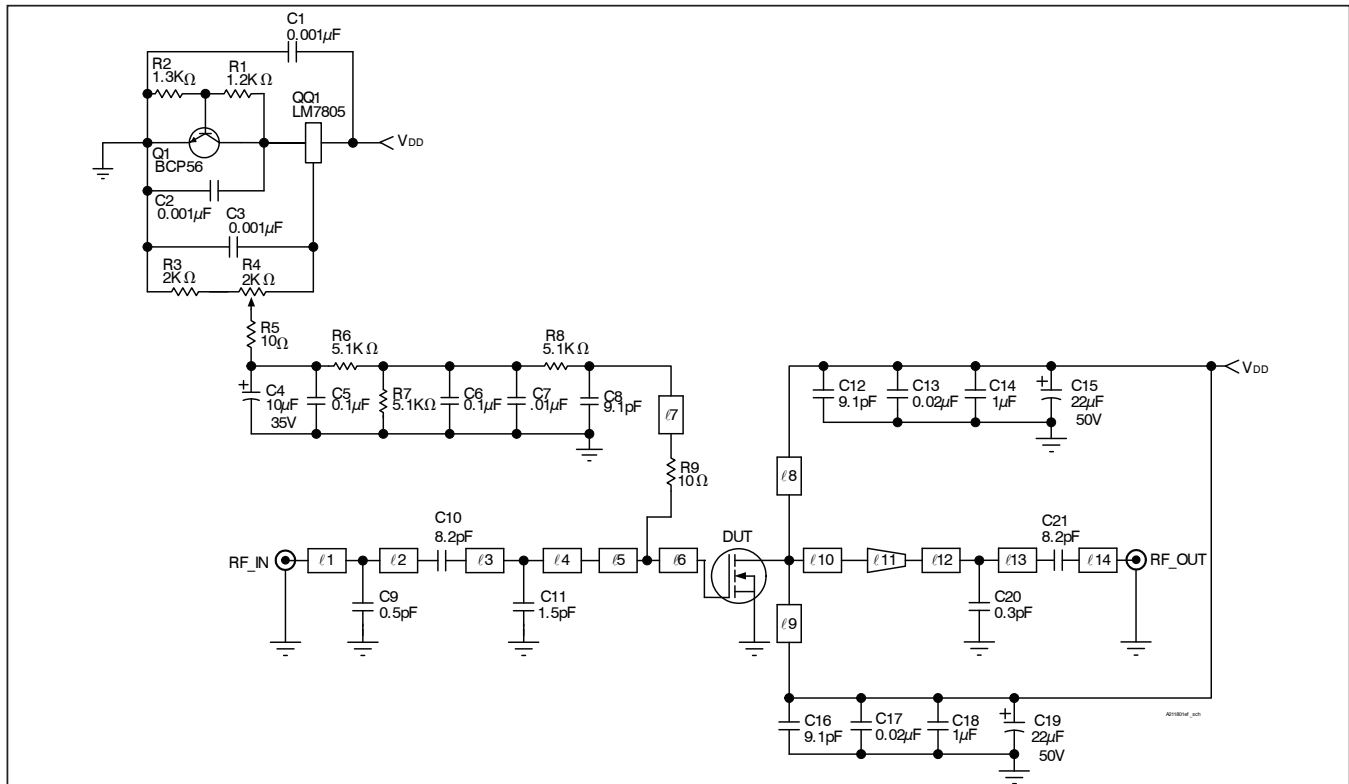 C1
0.001µF
R2
1.3KΩ
R1
1.2KΩ
QQ1
LM7805
VDD
Q1
BCP56
C2
0.001µF
C3
0.001µF
R3
2KΩ
R4
2KΩ
R5
10Ω
R6
5.1KΩ
R8
5.1KΩ
C4
10µF
35V
C5
0.1µF
R7
5.1KΩ
C6
0.1µF
C7
.01µF
C8
9.1pF
ℓ7
R9
10Ω
VDD
C12
9.1pF
C13
0.02µF
C14
1µF
C15
22µF
50V
ℓ8
RF_IN
ℓ1
ℓ2
C10
8.2pF
ℓ3
ℓ4
ℓ5
ℓ6
DUT
ℓ10
ℓ11
ℓ12
ℓ13
C21
8.2pF
ℓ14
RF_OUT
C9
0.5pF
C11
1.5pF
C20
0.3pF
ℓ9
C16
9.1pF
C17
0.02µF
C18
1µF
C19
22µF
50V